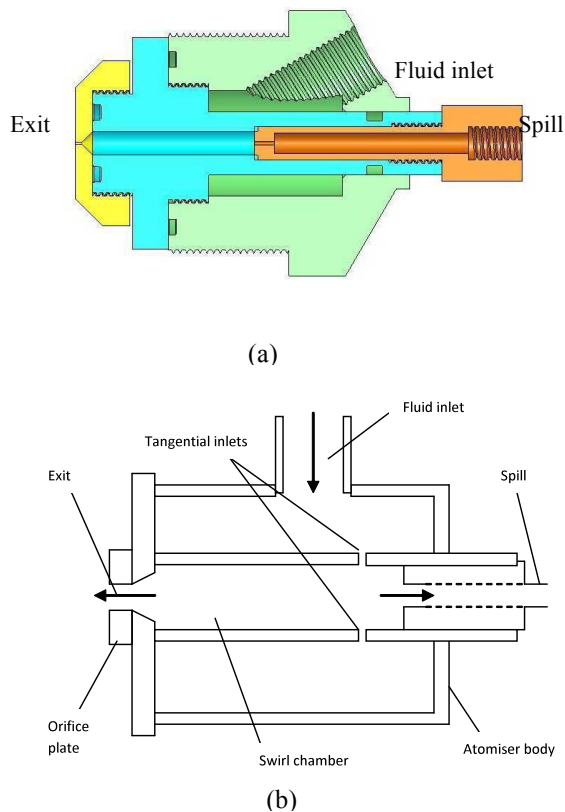 Fluid inlet
Exit
Spill
(a)
Fluid inlet
Tangential inlets
Exit
Spill
Orifice
plate
Swirl chamber
Atomiser body
(b)